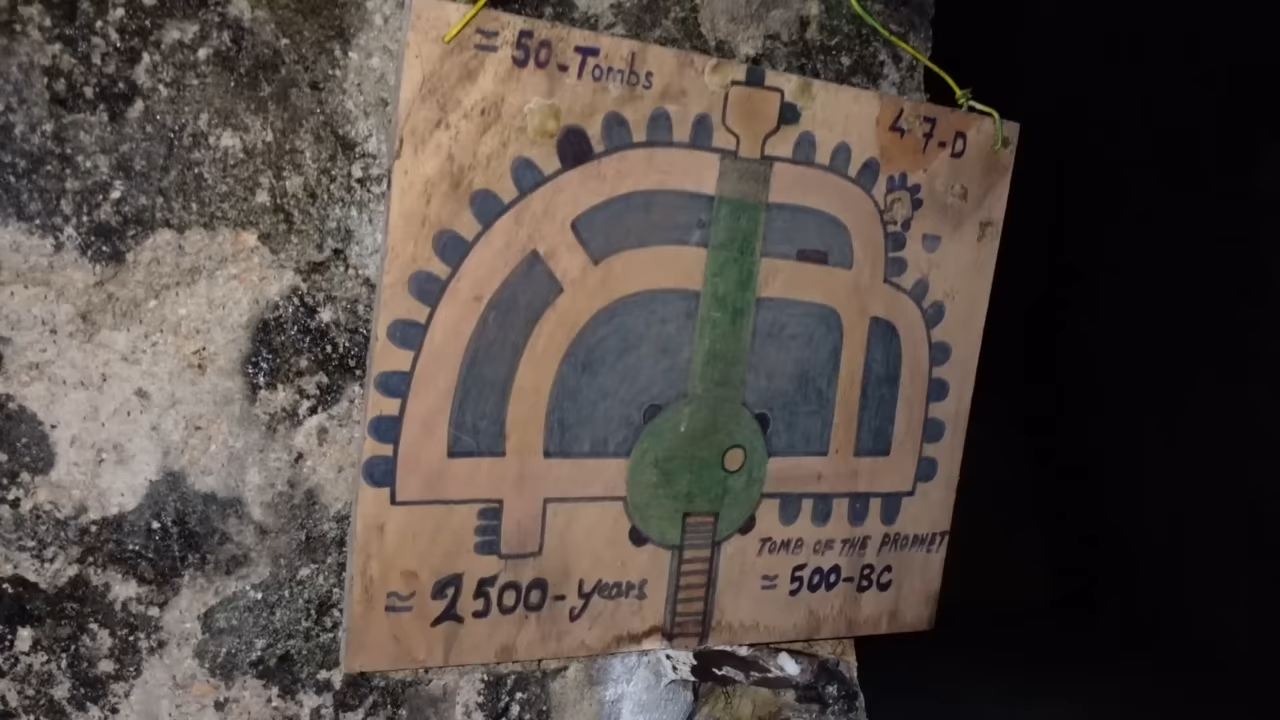 ≈ 50-Tombs
47-D
TOMB OF THE PROPHET
≈ 500-BC
≈ 2500-years